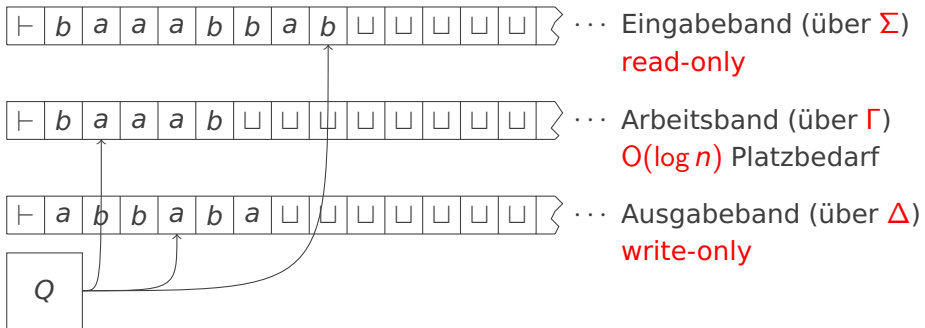 ⊢ b a a a b b a b ⊔ ⊔ ⊔ ⊔ ⊔ ··· Eingabeband (über Σ)
read-only
⊢ b a a a b ⊔ ⊔ ⊔ ⊔ ⊔ ⊔ ⊔ ⊔ ··· Arbeitsband (über Γ)
O(log n) Platzbedarf
⊢ a b b a b a ⊔ ⊔ ⊔ ⊔ ⊔ ⊔ ⊔ ··· Ausgabeband (über Δ)
write-only
Q